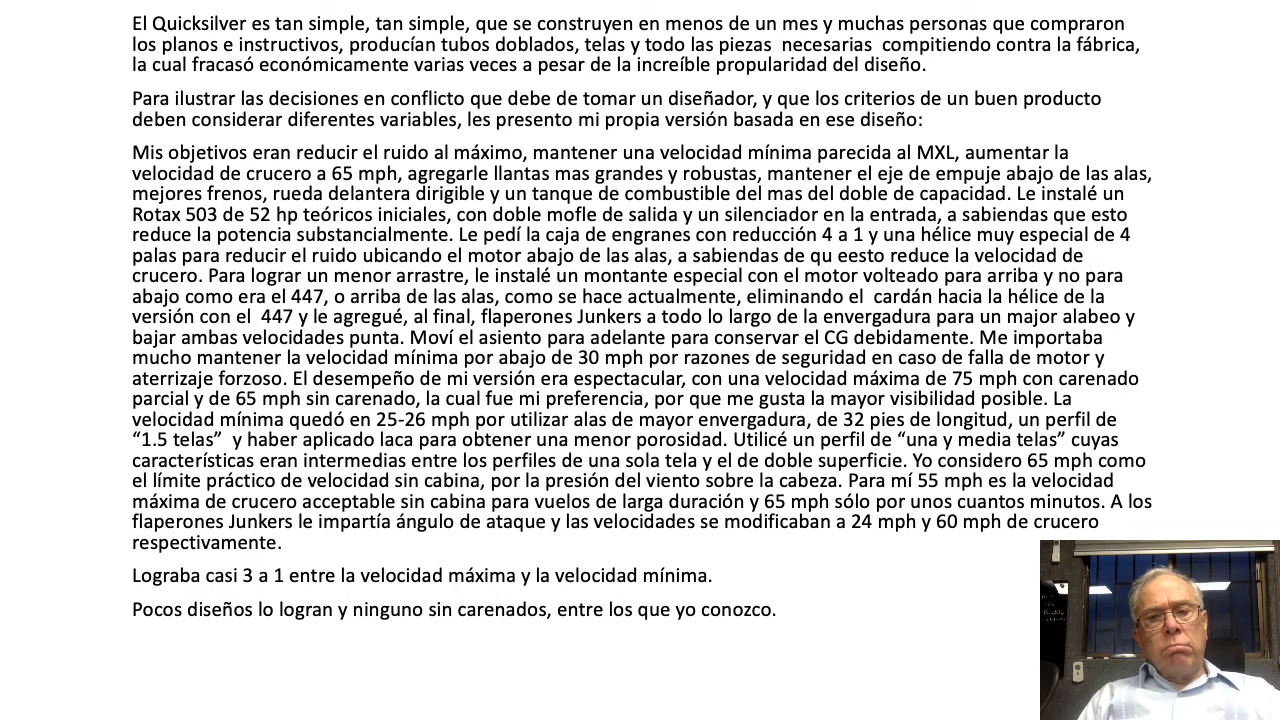 El Quicksilver es tan simple, tan simple, que se construyen en menos de un mes y muchas personas que compraron
los planos e instructivos, producían tubos doblados, telas y todo las piezas necesarias compitiendo contra la fábrica,
la cual fracasó económicamente varias veces a pesar de la increíble propularidad del diseño.
Para ilustrar las decisiones en conflicto que debe de tomar un diseñador, y que los criterios de un buen producto
deben considerar diferentes variables, les presento mi propia versión basada en ese diseño:
Mis objetivos eran reducir el ruido al máximo, mantener una velocidad mínima parecida al MXL, aumentar la
velocidad de crucero a 65 mph, agregarle llantas mas grandes y robustas, mantener el eje de empuje abajo de las alas,
mejores frenos, rueda delantera dirigible y un tanque de combustible del mas del doble de capacidad. Le instalé un
Rotax 503 de 52 hp teóricos iniciales, con doble mofle de salida y un silenciador en la entrada, a sabiendas que esto
reduce la potencia substancialmente. Le pedí la caja de engranes con reducción 4 a 1 y una hélice muy especial de 4
palas para reducir el ruido ubicando el motor abajo de las alas, a sabiendas de qu eesto reduce la velocidad de
crucero. Para lograr un menor arrastre, le instalé un montante especial con el motor volteado para arriba y no para
abajo como era el 447, o arriba de las alas, como se hace actualmente, eliminando el cardán hacia la hélice de la
versión con el 447 y le agregué, al final, flaperones Junkers a todo lo largo de la envergadura para un major alabeo y
bajar ambas velocidades punta. Moví el asiento para adelante para conservar el CG debidamente. Me importaba
mucho mantener la velocidad mínima por abajo de 30 mph por razones de seguridad en caso de falla de motor y
aterrizaje forzoso. El desempeño de mi versión era espectacular, con una velocidad máxima de 75 mph con carenado
parcial y de 65 mph sin carenado, la cual fue mi preferencia, por que me gusta la mayor visibilidad posible. La
velocidad mínima quedó en 25-26 mph por utilizar alas de mayor envergadura, de 32 pies de longitud, un perfil de
“1.5 telas” y haber aplicado laca para obtener una menor porosidad. Utilicé un perfil de “una y media telas” cuyas
características eran intermedias entre los perfiles de una sola tela y el de doble superficie. Yo considero 65 mph como
el límite práctico de velocidad sin cabina, por la presión del viento sobre la cabeza. Para mí 55 mph es la velocidad
máxima de crucero acceptable sin cabina para vuelos de larga duración y 65 mph sólo por unos cuantos minutos. A los
flaperones Junkers le impartía ángulo de ataque y las velocidades se modificaban a 24 mph y 60 mph de crucero
respectivamente.
Lograba casi 3 a 1 entre la velocidad máxima y la velocidad mínima.
Pocos diseños lo logran y ninguno sin carenados, entre los que yo conozco.